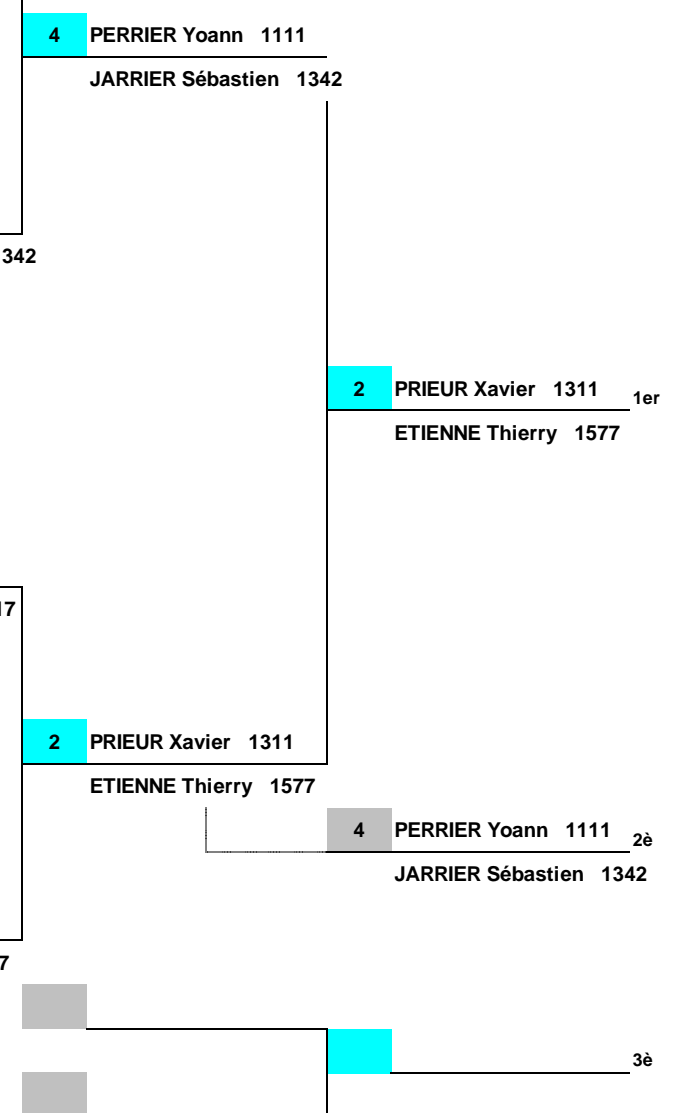 4 PERRIER Yoann 1111
JARRIER Sébastien 1342
342
2 PRIEUR Xavier 1311 1er
ETIENNE Thierry 1577
17
2 PRIEUR Xavier 1311
ETIENNE Thierry 1577
4 PERRIER Yoann 1111 2è
JARRIER Sébastien 1342
7
3è